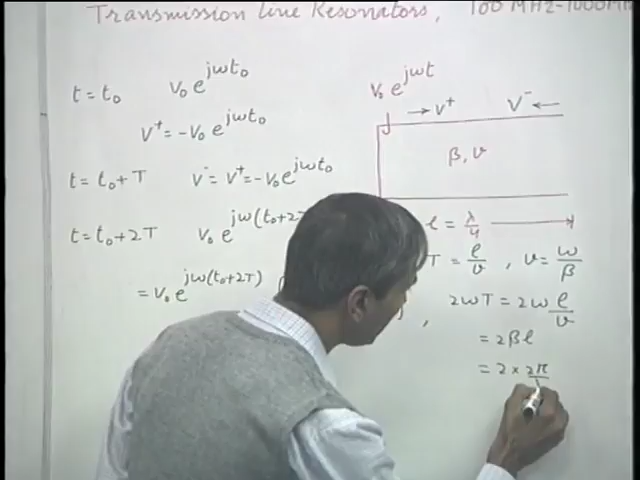 Transmission Line Resonators, 100 MHz-1000MH
t = t₀ V₀ e^{jωt₀}
V⁺ = -V₀ e^{jωt₀}
t = t₀ + T V⁻ = V⁺ = -V₀ e^{jωt₀}
t = t₀ + 2T V₀ e^{jω(t₀+2T
= V₀ e^{jω(t₀+2T)}
V₀ e^{jωt}
→ V⁺ V⁻ ←
β, v
l = λ/4
T = l/v , v = ω/β
, 2ωT = 2ω l/v
= 2βl
= 2 × 2π/